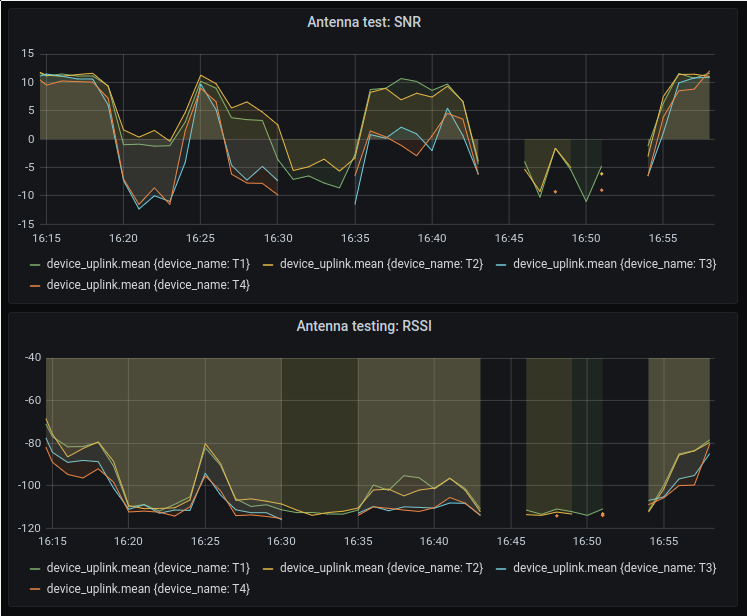 Antenna test: SNR
15
10
5
0
-5
-10
-15
16:15 16:20 16:25 16:30 16:35 16:40 16:45 16:50 16:55
device_uplink.mean {device_name: T1} device_uplink.mean {device_name: T2} device_uplink.mean {device_name: T3}
device_uplink.mean {device_name: T4}
Antenna testing: RSSI
-40
-60
-80
-100
-120
16:15 16:20 16:25 16:30 16:35 16:40 16:45 16:50 16:55
device_uplink.mean {device_name: T1} device_uplink.mean {device_name: T2} device_uplink.mean {device_name: T3}
device_uplink.mean {device_name: T4}